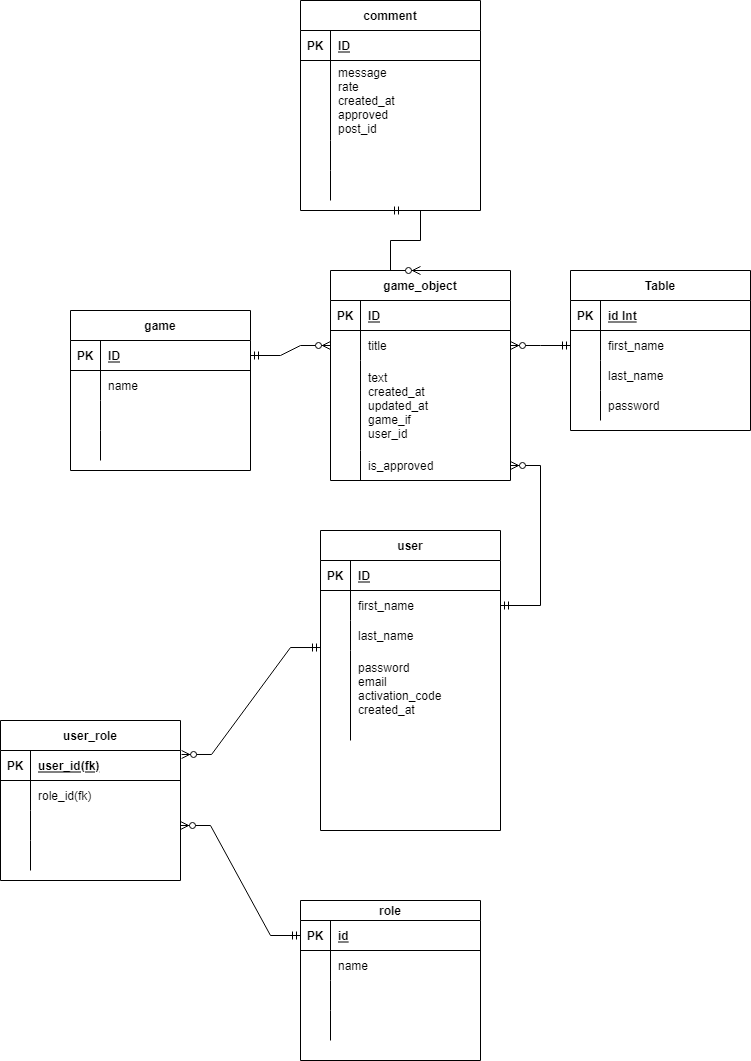 comment
PK ID
message
rate
created_at
approved
post_id
game_object
PK ID
title
text
created_at
updated_at
game_if
user_id
is_approved
Table
PK id Int
first_name
last_name
password
game
PK ID
name
user
PK ID
first_name
last_name
password
email
activation_code
created_at
user_role
PK user_id(fk)
role_id(fk)
role
PK id
name